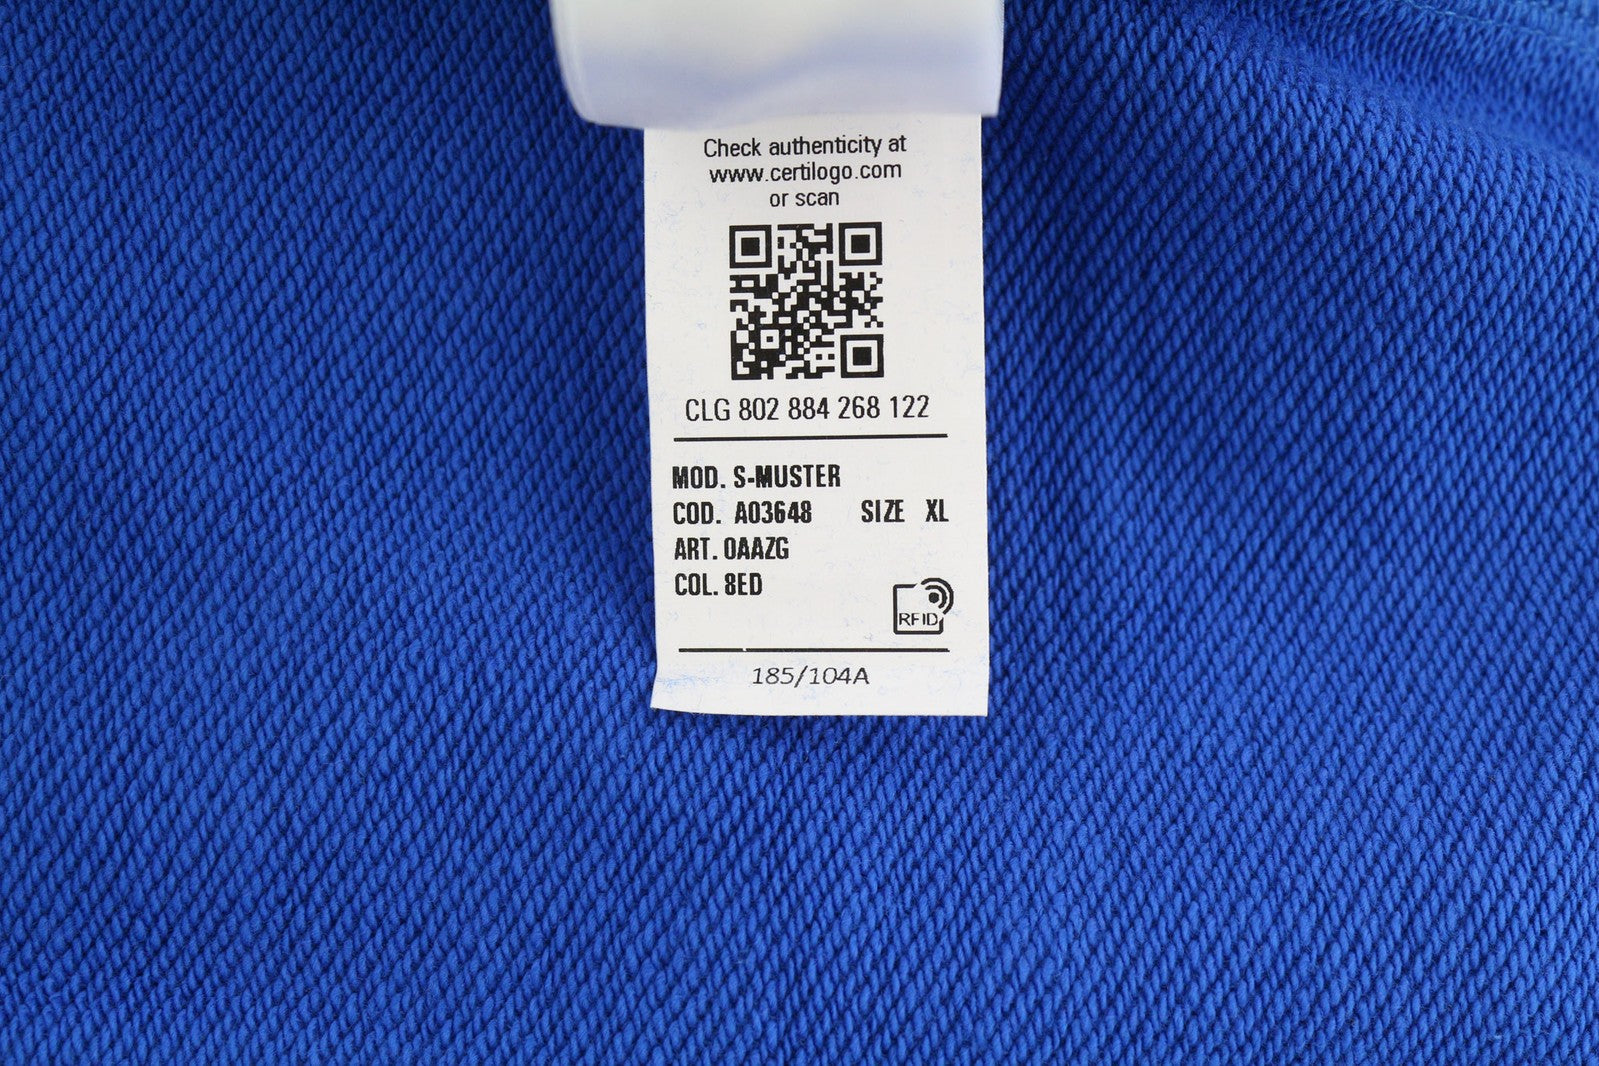 Check authenticity at
www.certilogo.com
or scan
CLG 802 884 268 122
MOD. S-MUSTER
COD. A03648 SIZE XL
ART. 0AAZG
COL. 8ED
RFID
185/104A